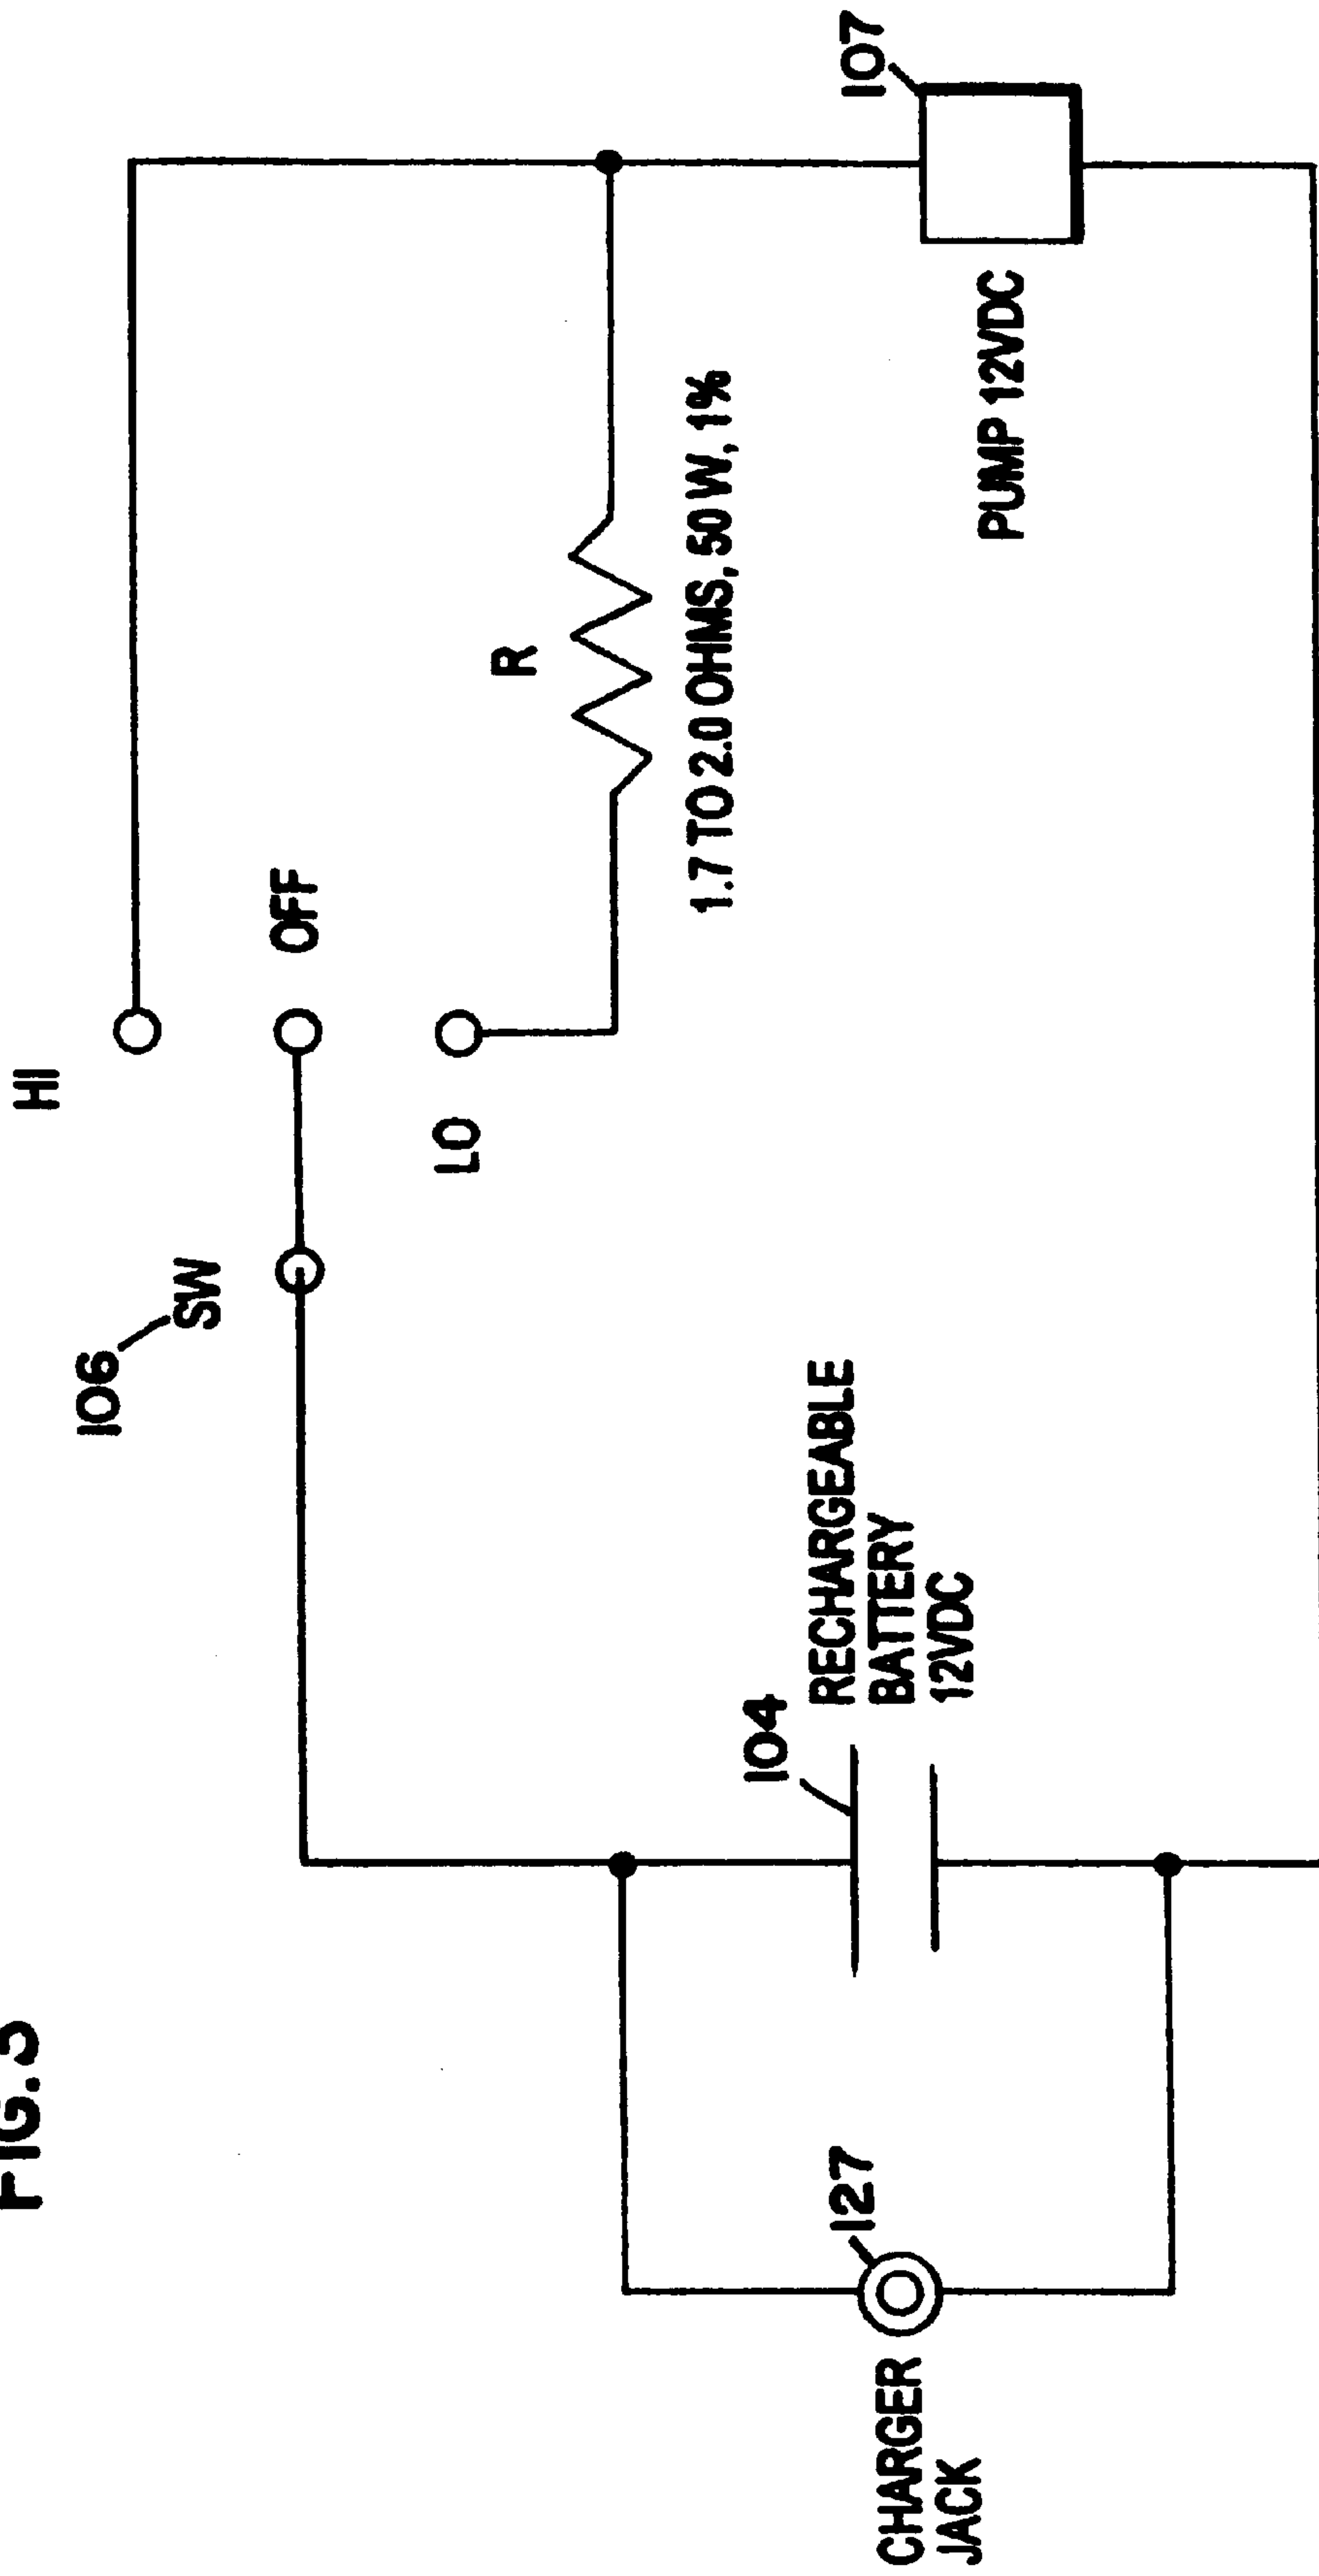 FIG.
HI
106
SW
OFF
LO
R
1.7 TO 2.0 OHMS, 50 W, 1%
104
RECHARGEABLE
BATTERY
12VDC
127
CHARGER
JACK
107
PUMP 12VDC